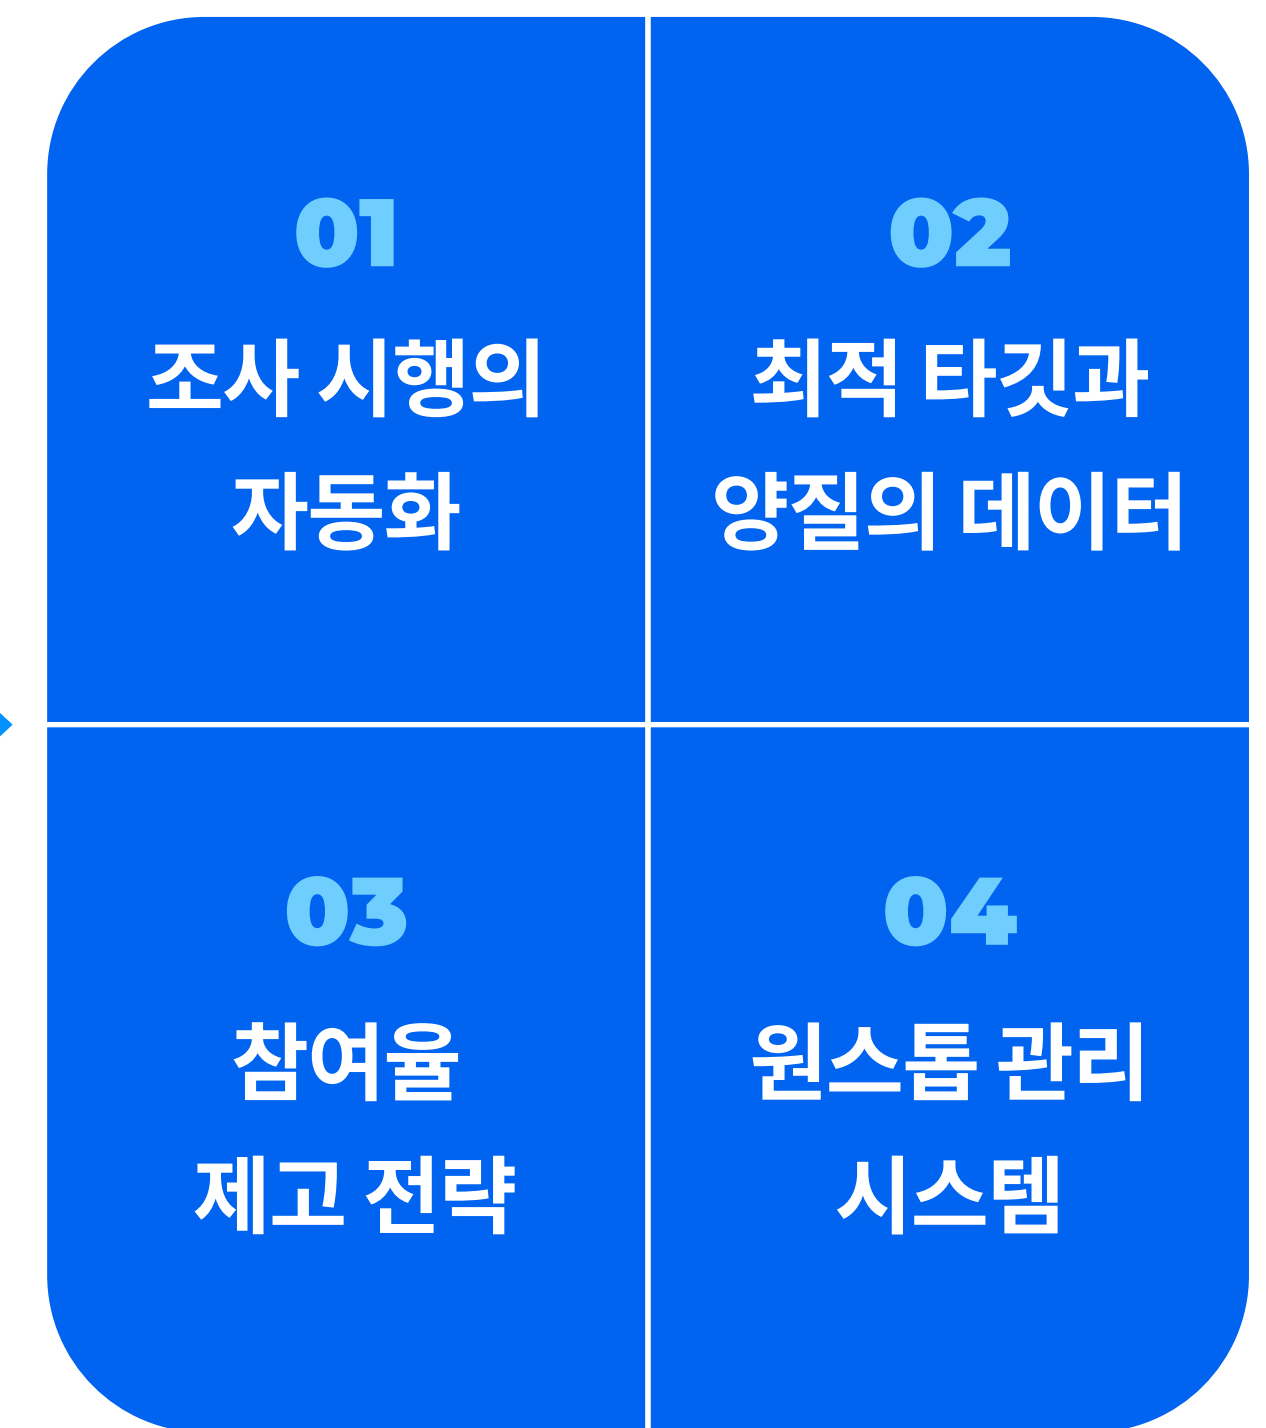 01
조사 시행의
자동화
02
최적 타깃과
양질의 데이터
03
참여율
제고 전략
04
원스톱 관리
시스템